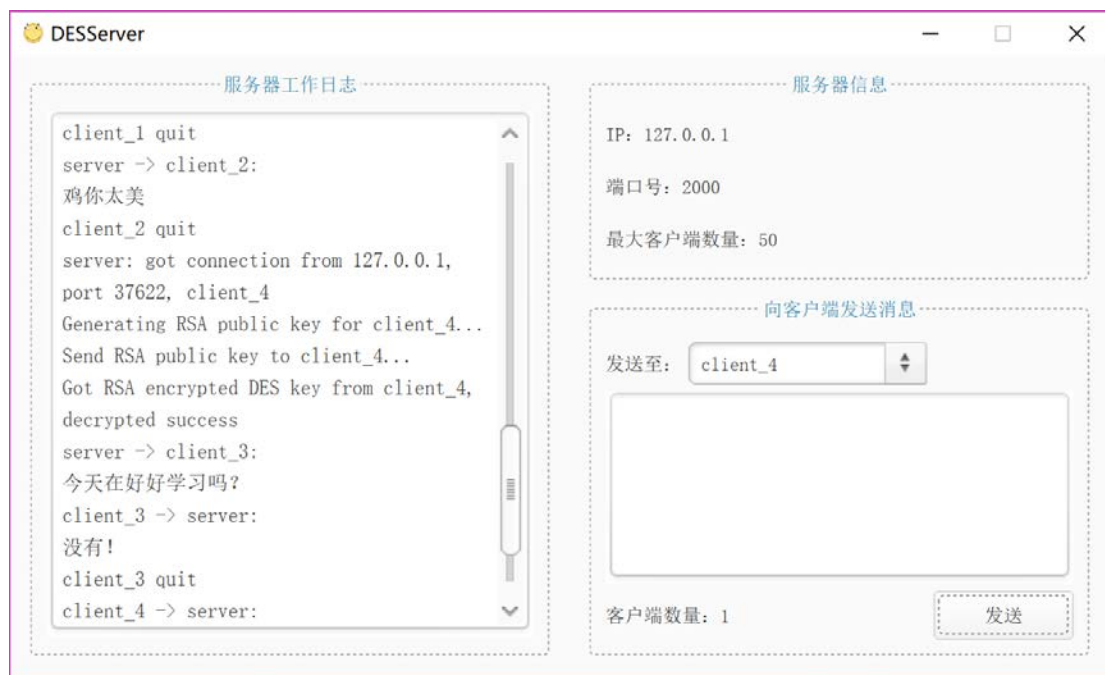 DESServer
服务器工作日志
client_1 quit
server -> client_2:
鸡你太美
client_2 quit
server: got connection from 127.0.0.1,
port 37622, client_4
Generating RSA public key for client_4...
Send RSA public key to client_4...
Got RSA encrypted DES key from client_4,
decrypted success
server -> client_3:
今天在好好学习吗?
client_3 -> server:
没有!
client_3 quit
client_4 -> server:
服务器信息
IP: 127.0.0.1
端口号: 2000
最大客户端数量: 50
向客户端发送消息
发送至: client_4
客户端数量: 1
发送